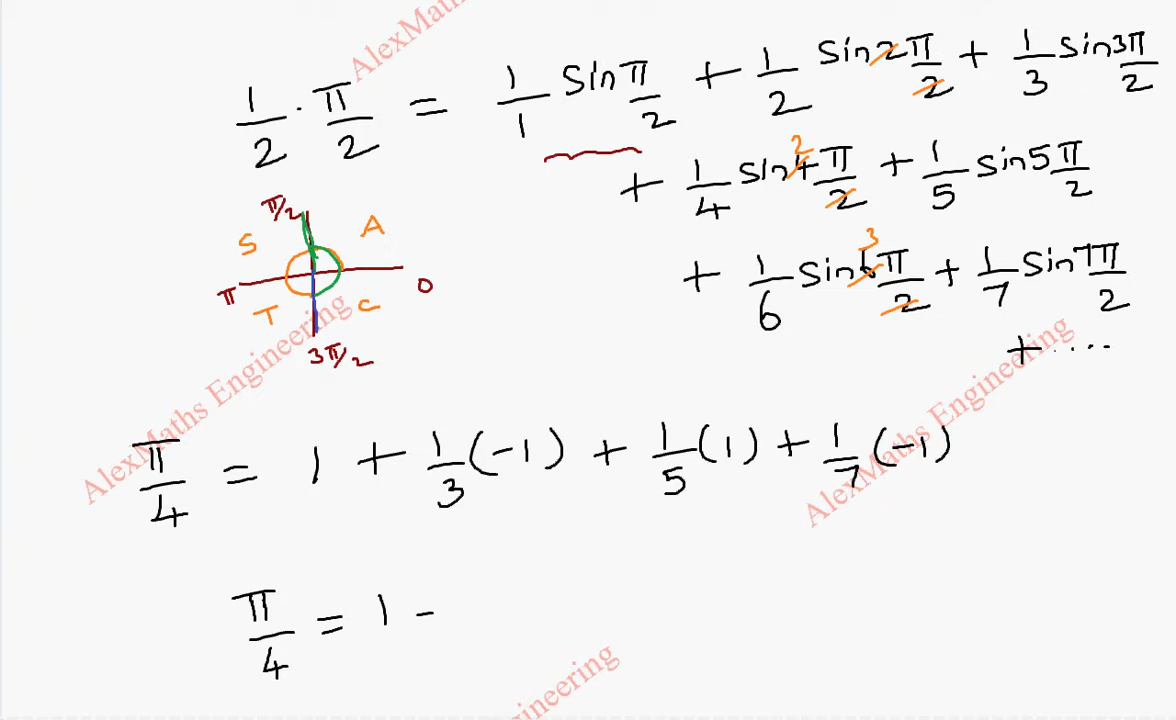 AlexMaths
1/2 · π/2 = 1/1 sin π/2 + 1/2 sin 2π/2 + 1/3 sin 3π/2
2
+ 1/4 sin 4π/2 + 1/5 sin 5π/2
3
+ 1/6 sin 6π/2 + 1/7 sin 7π/2
+ ....
π/2
S A
π 0
T C
3π/2
AlexMaths Engineering
AlexMaths Engineering
π/4 = 1 + 1/3 (-1) + 1/5 (1) + 1/7 (-1)
π/4 = 1 -
Engineering